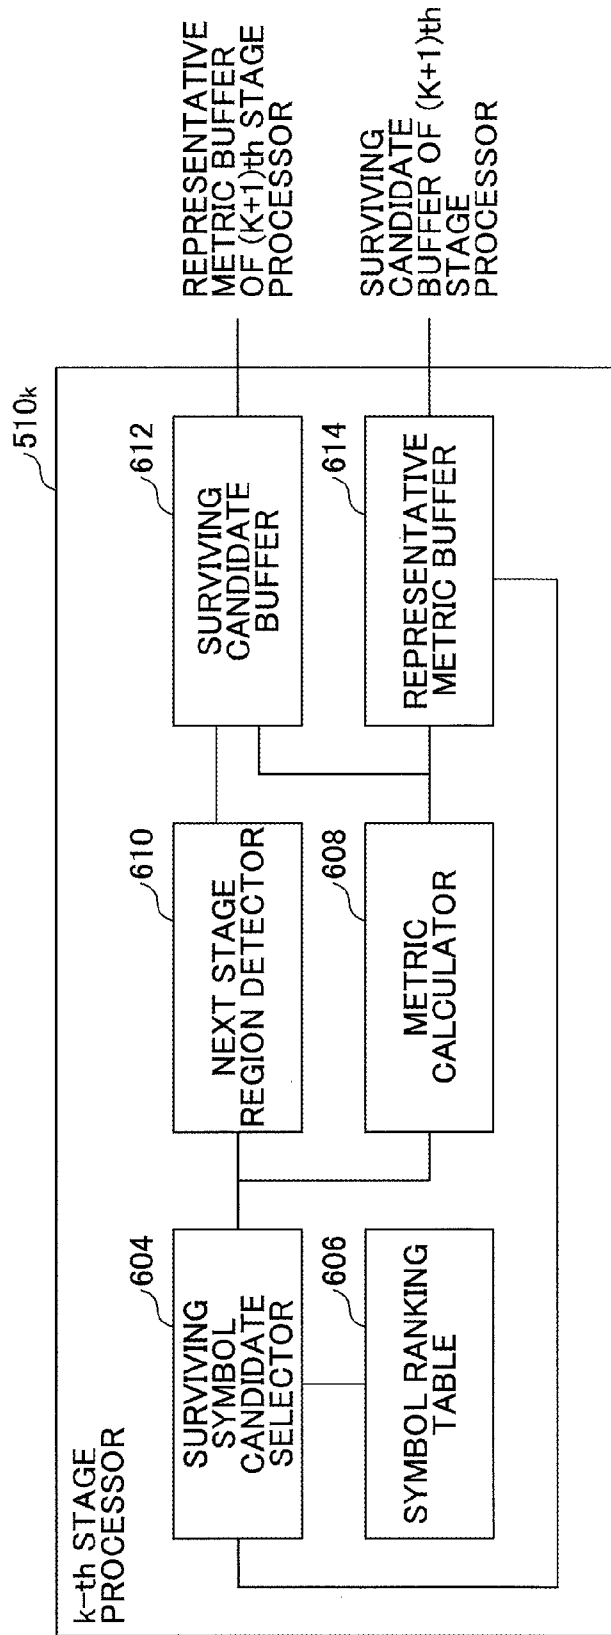 k-th STAGE
PROCESSOR
510k
604
SURVIVING
SYMBOL
CANDIDATE
SELECTOR
606
SYMBOL RANKING
TABLE
610
NEXT STAGE
REGION DETECTOR
608
METRIC
CALCULATOR
612
SURVIVING
CANDIDATE
BUFFER
614
REPRESENTATIVE
METRIC BUFFER
REPRESENTATIVE
METRIC BUFFER
OF (K+1)th STAGE
PROCESSOR
SURVIVING
CANDIDATE
BUFFER OF (K+1)th
STAGE
PROCESSOR